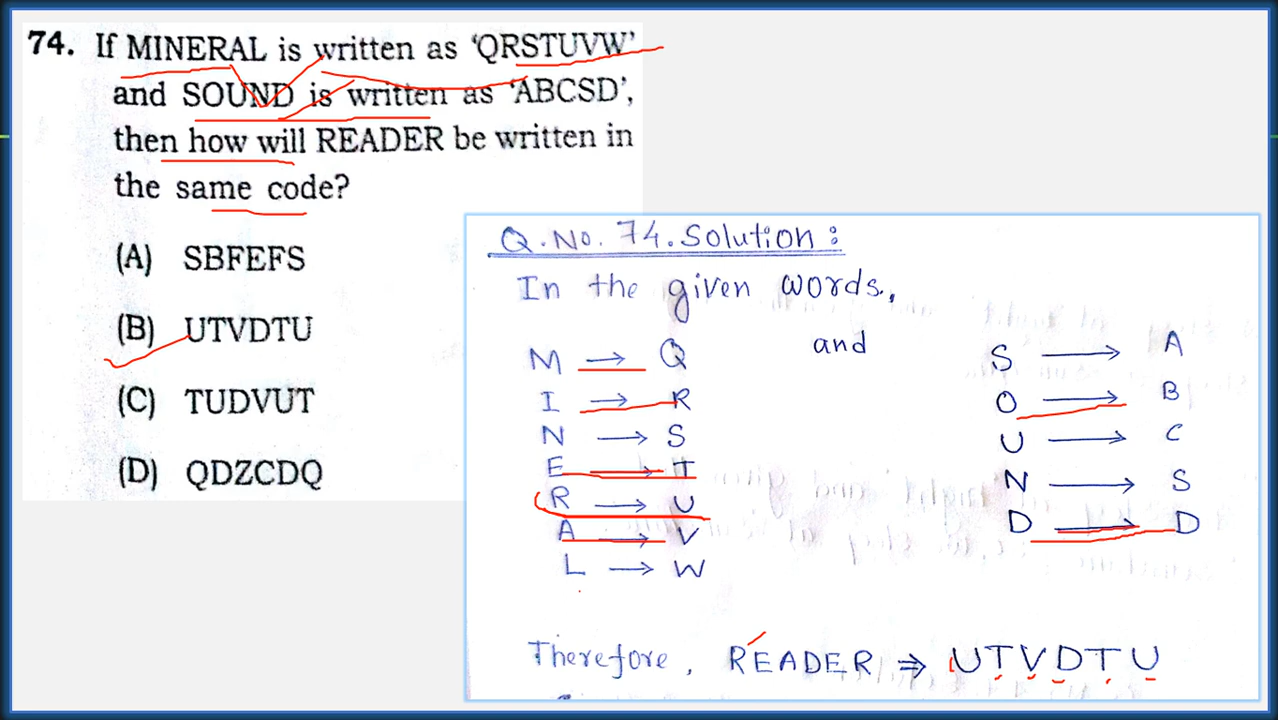 74. If MINERAL is written as 'QRSTUVW'
and SOUND is written as 'ABCSD',
then how will READER be written in
the same code?
(A) SBFEFS
(B) UTVDTU
(C) TUDVUT
(D) QDZCDQ
Q.No. 74. Solution :
In the given words,
and
M → Q
I → R
N → S
E → T
R → U
A → V
L → W
S → A
O → B
U → C
N → S
D → D
Therefore, READER ⇒ UTVDTU